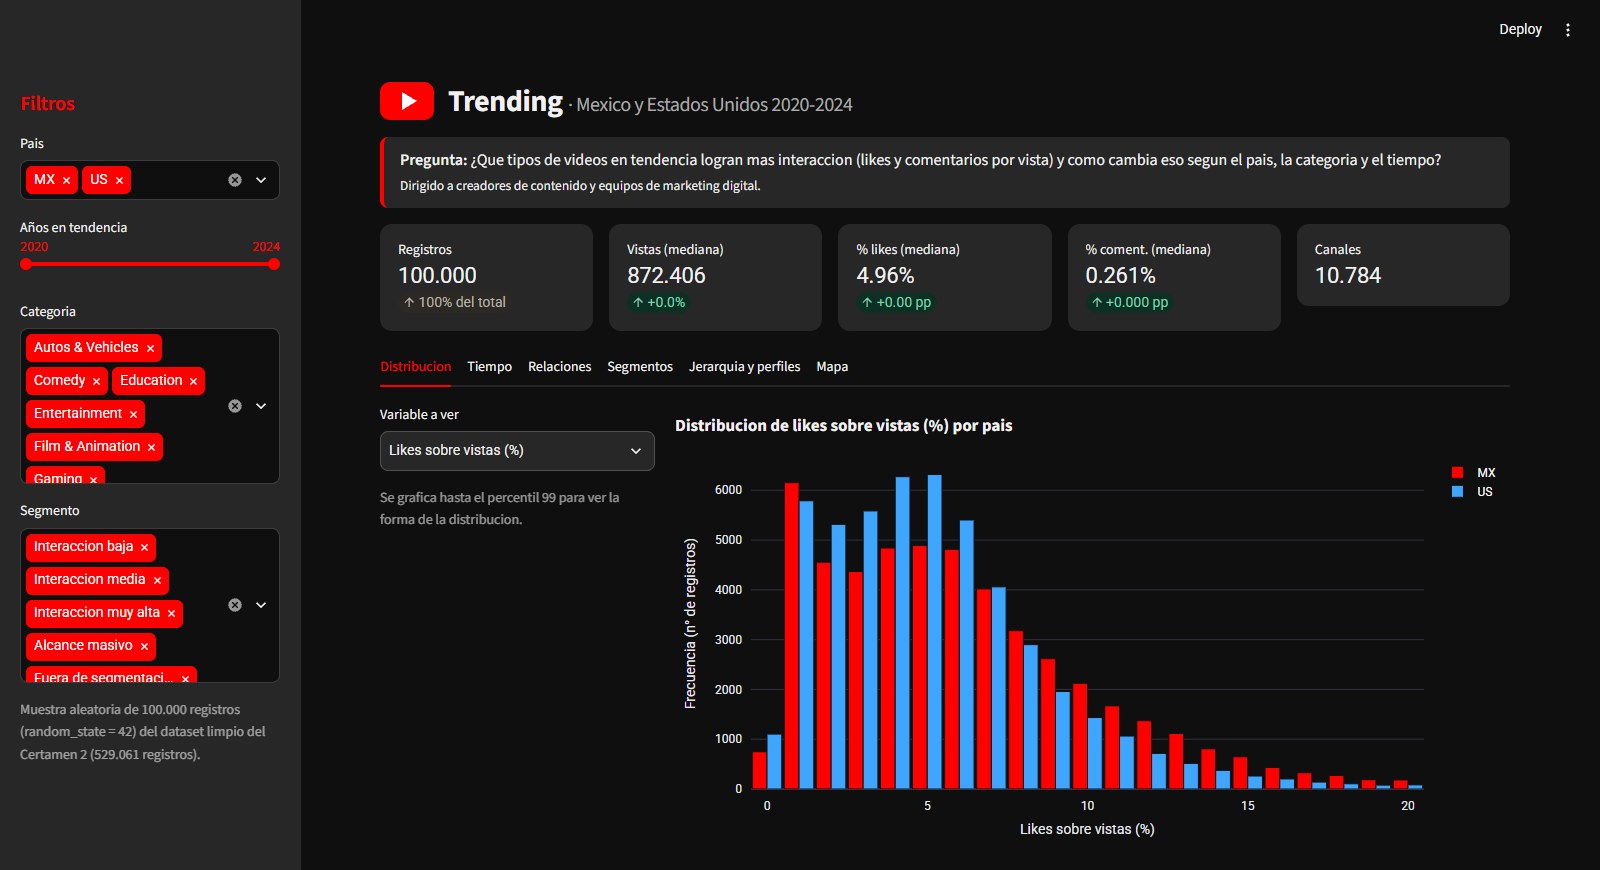 Deploy
Filtros
Pais
MX × US ×
Años en tendencia
2020 2024
Categoria
Autos & Vehicles ×
Comedy × Education ×
Entertainment ×
Film & Animation ×
Gaming ×
Segmento
Interaccion baja ×
Interaccion media ×
Interaccion muy alta ×
Alcance masivo ×
Fuera de segmentaci... ×
Muestra aleatoria de 100.000 registros
(random_state = 42) del dataset limpio del
Certamen 2 (529.061 registros).
Trending · Mexico y Estados Unidos 2020-2024
Pregunta: ¿Que tipos de videos en tendencia logran mas interaccion (likes y comentarios por vista) y como cambia eso segun el pais, la categoria y el tiempo?
Dirigido a creadores de contenido y equipos de marketing digital.
Registros
100.000
↑ 100% del total
Vistas (mediana)
872.406
↑ +0.0%
% likes (mediana)
4.96%
↑ +0.00 pp
% coment. (mediana)
0.261%
↑ +0.000 pp
Canales
10.784
Distribucion Tiempo Relaciones Segmentos Jerarquia y perfiles Mapa
Variable a ver
Likes sobre vistas (%)
Se grafica hasta el percentil 99 para ver la
forma de la distribucion.
Distribucion de likes sobre vistas (%) por pais
MX
US
Frecuencia (n° de registros)
6000
5000
4000
3000
2000
1000
0
0 5 10 15 20
Likes sobre vistas (%)